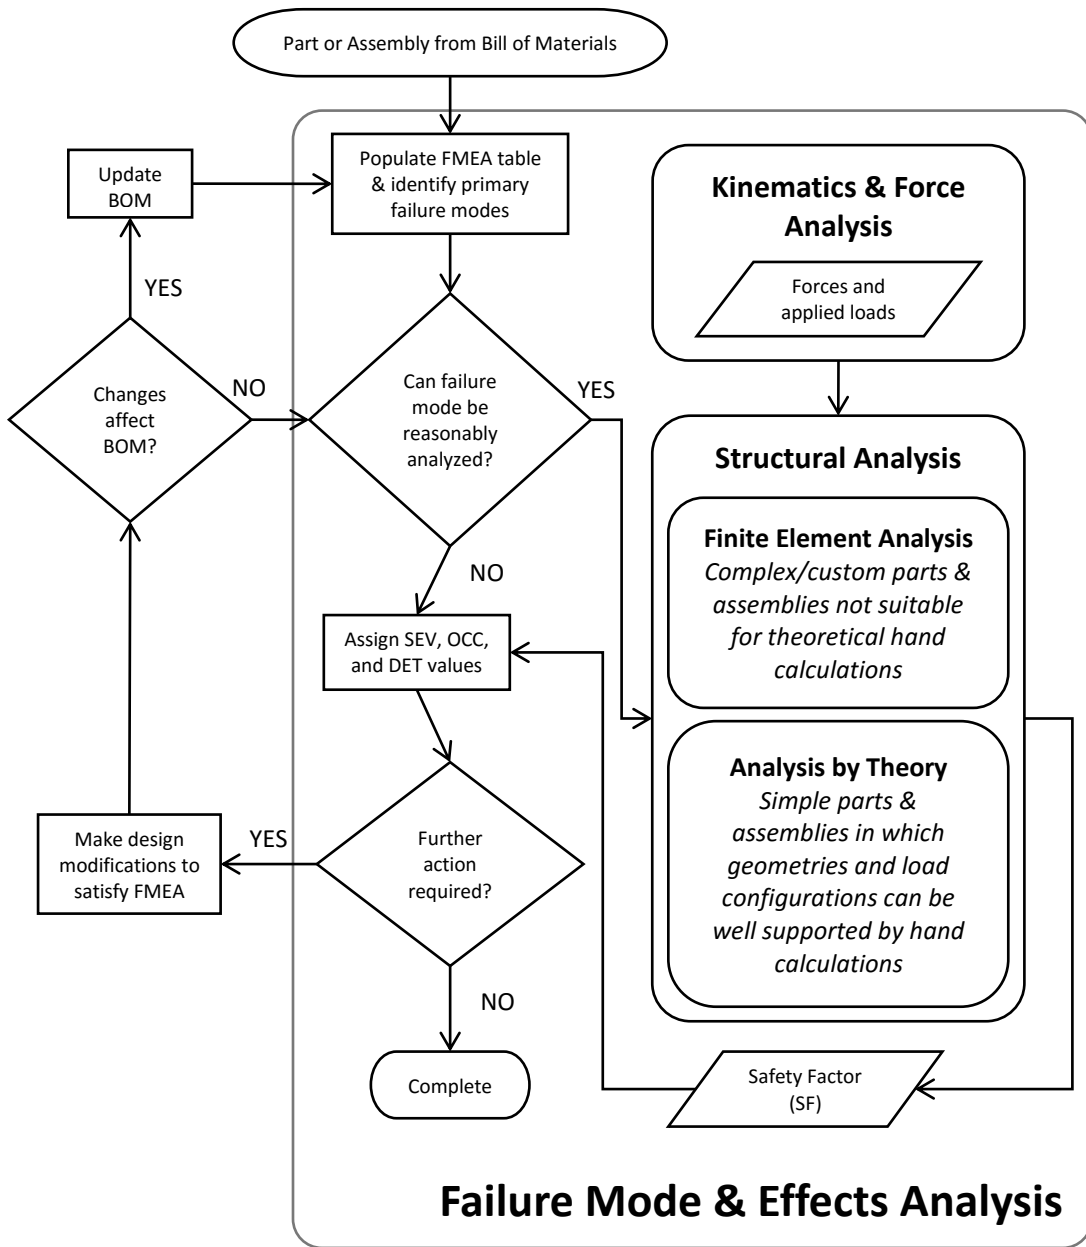 Part or Assembly from Bill of Materials
Populate FMEA table
& identify primary
failure modes
Update
BOM
YES
Changes
affect
BOM?
NO
Can failure
mode be
reasonably
analyzed?
YES
NO
Kinematics & Force
Analysis
Forces and
applied loads
Structural Analysis
Finite Element Analysis
Complex/custom parts &
assemblies not suitable
for theoretical hand
calculations
Analysis by Theory
Simple parts &
assemblies in which
geometries and load
configurations can be
well supported by hand
calculations
Assign SEV, OCC,
and DET values
Further
action
required?
YES
Make design
modifications to
satisfy FMEA
NO
Complete
Safety Factor
(SF)
Failure Mode & Effects Analysis